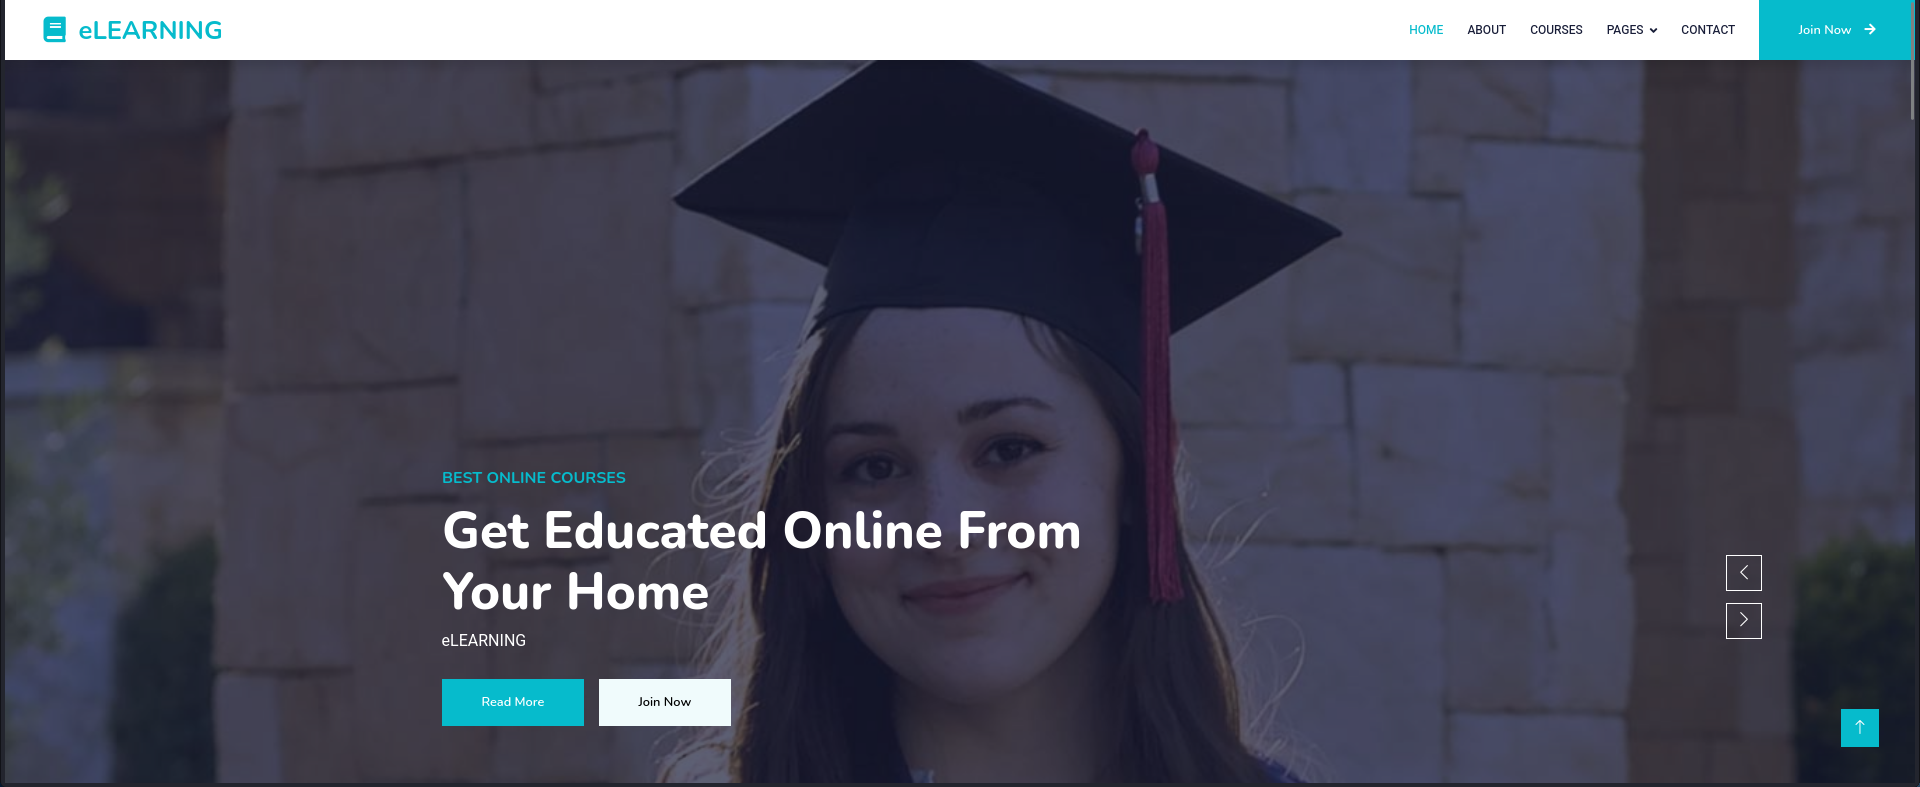 eLEARNING
HOME
ABOUT
COURSES
PAGES
CONTACT
Join Now
BEST ONLINE COURSES
Get Educated Online From
Your Home
eLEARNING
Read More
Join Now